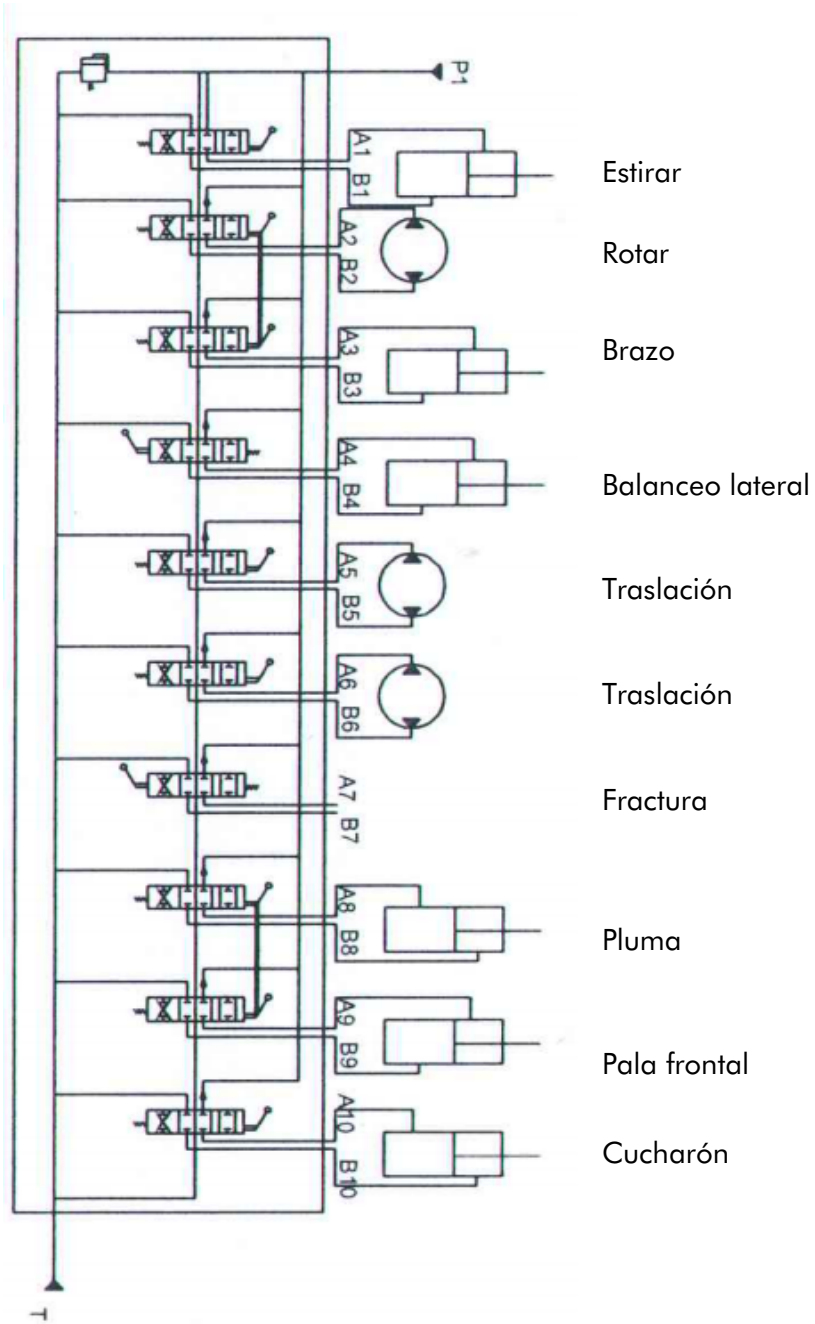 P1
A1
B1
Estirar
A2
B2
Rotar
A3
B3
Brazo
A4
B4
Balanceo lateral
A5
B5
Traslación
A6
B6
Traslación
A7
B7
Fractura
A8
B8
Pluma
A9
B9
Pala frontal
A10
B10
Cucharón
T